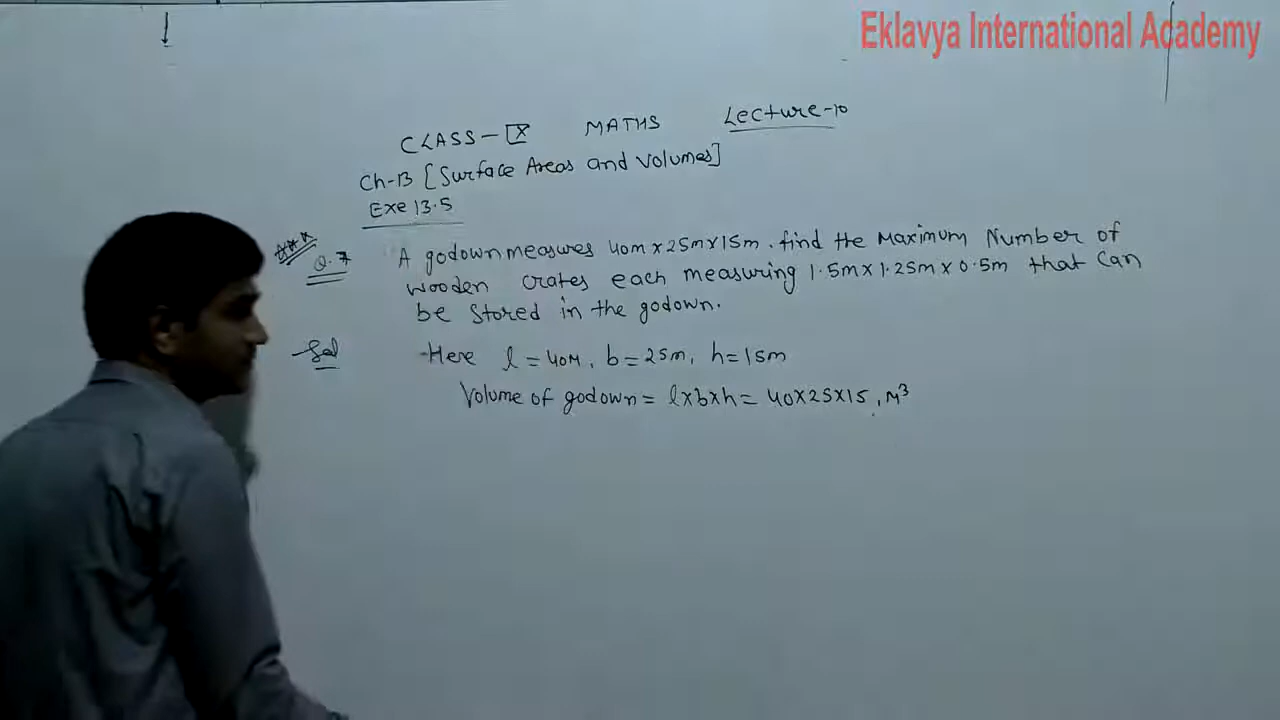 Eklavya International Academy
CLASS - IX MATHS Lecture-10
Ch-13 [Surface Areas and Volumes]
Exe 13.5
*** Q.7 A godown measures 40m x 25m x 15m. find the Maximum Number of
wooden crates each measuring 1.5m x 1.25m x 0.5m that can
be stored in the godown.
Sol Here l = 40m, b = 25m, h = 15m
Volume of godown = l x b x h = 40 x 25 x 15, m³